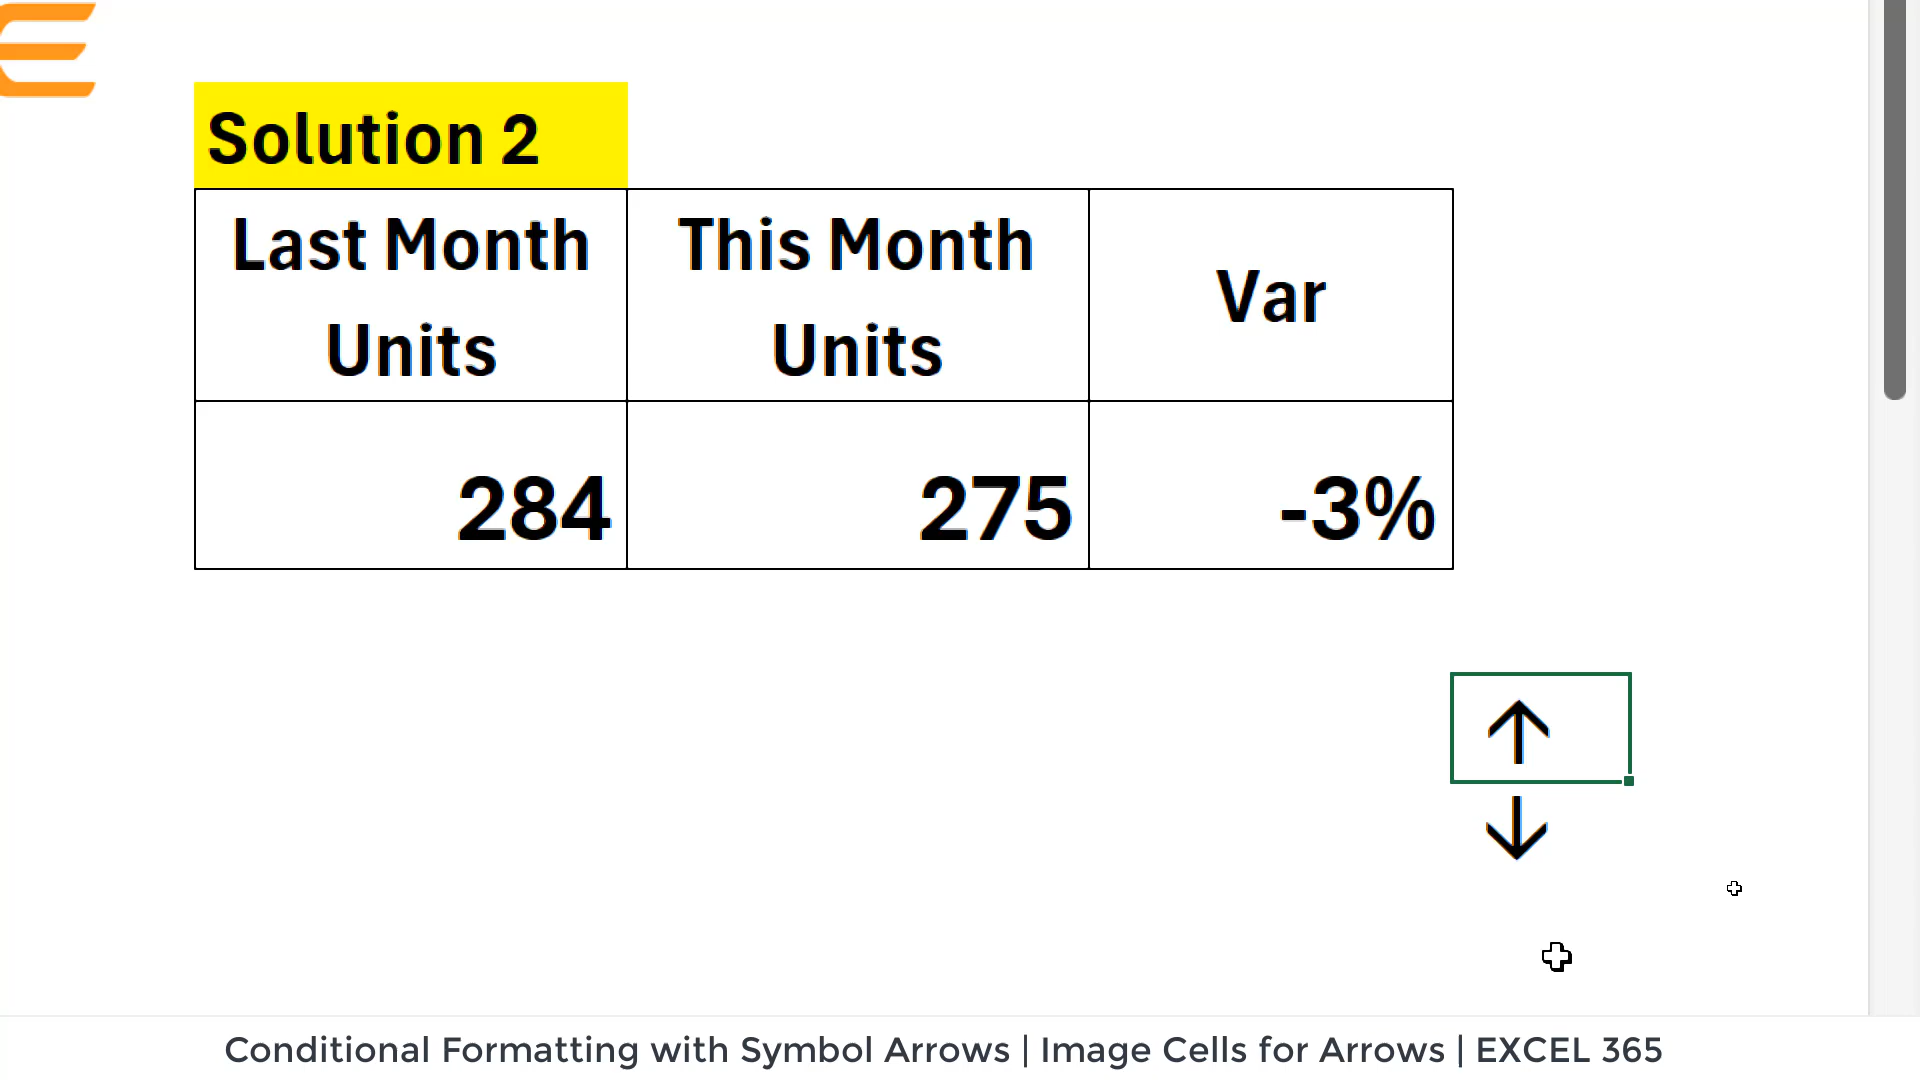 Solution 2
Last Month Units
This Month Units
Var
284
275
-3%
↑
↓
Conditional Formatting with Symbol Arrows | Image Cells for Arrows | EXCEL 365